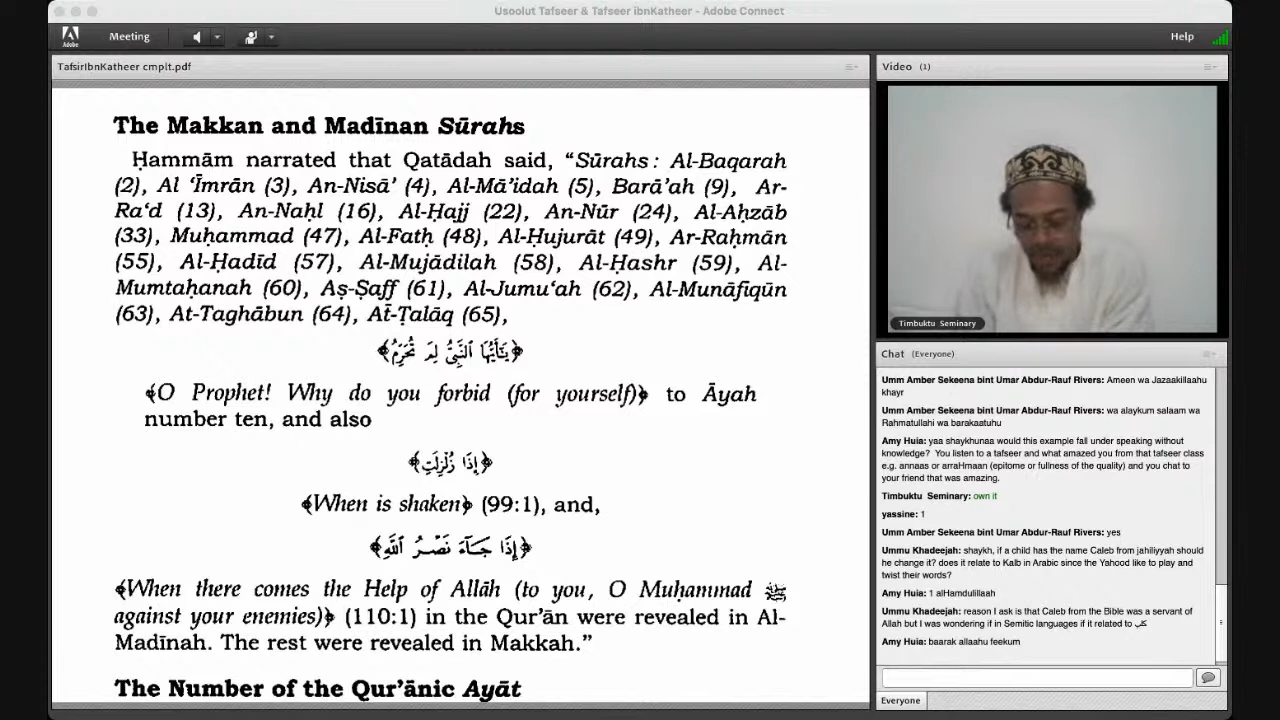 Usoolut Tafseer & Tafseer ibnKatheer - Adobe Connect
Adobe
Meeting
Help
TafsirIbnKatheer cmplt.pdf
The Makkan and Madīnan Sūrahs
Ḥammām narrated that Qatādah said, “Sūrahs: Al-Baqarah
(2), Al ‘Īmrān (3), An-Nisā’ (4), Al-Mā’idah (5), Barā’ah (9), Ar-
Ra‘d (13), An-Naḥl (16), Al-Ḥajj (22), An-Nūr (24), Al-Aḥzāb
(33), Muḥammad (47), Al-Fatḥ (48), Al-Ḥujurāt (49), Ar-Raḥmān
(55), Al-Ḥadīd (57), Al-Mujādilah (58), Al-Ḥashr (59), Al-
Mumtaḥanah (60), Aṣ-Ṣaff (61), Al-Jumu‘ah (62), Al-Munāfiqūn
(63), At-Taghābun (64), Aṭ-Ṭalāq (65),
﴿يَٰٓأَيُّهَا ٱلنَّبِىُّ لِمَ تُحَرِّمُ﴾
﴾O Prophet! Why do you forbid (for yourself)﴿ to Āyah
number ten, and also
﴿إِذَا زُلْزِلَتِ﴾
﴾When is shaken﴿ (99:1), and,
﴿إِذَا جَآءَ نَصْرُ ٱللَّهِ﴾
﴾When there comes the Help of Allāh (to you, O Muḥammad ﷺ
against your enemies)﴿ (110:1) in the Qur’ān were revealed in Al-
Madīnah. The rest were revealed in Makkah.”
The Number of the Qur’ānic Ayāt
Video (1)
Timbuktu Seminary
Chat (Everyone)
Umm Amber Sekeena bint Umar Abdur-Rauf Rivers: Ameen wa Jazaakillaahu
khayr
Umm Amber Sekeena bint Umar Abdur-Rauf Rivers: wa alaykum salaam wa
Rahmatullahi wa barakaatuhu
Amy Huia: yaa shaykhunaa would this example fall under speaking without
knowledge? You listen to a tafseer and what amazed you from that tafseer class
e.g. annaas or arraHmaan (epitome or fullness of the quality) and you chat to
your friend that was amazing.
Timbuktu Seminary: own it
yassine: 1
Umm Amber Sekeena bint Umar Abdur-Rauf Rivers: yes
Ummu Khadeejah: shaykh, if a child has the name Caleb from jahiliyyah should
he change it? does it relate to Kalb in Arabic since the Yahood like to play and
twist their words?
Amy Huia: 1 alHamdulillaah
Ummu Khadeejah: reason I ask is that Caleb from the Bible was a servant of
Allah but I was wondering if in Semitic languages if it related to كلب
Amy Huia: baarak allaahu feekum
Everyone